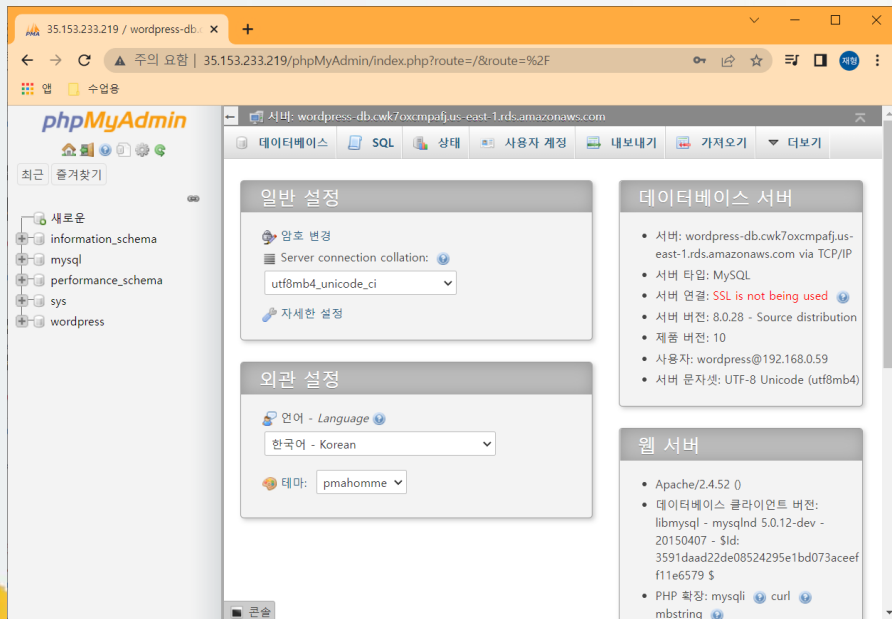 35.153.233.219 / wordpress-db.c
주의 요함 | 35.153.233.219/phpMyAdmin/index.php?route=/&route=%2F
재형
앱
수업용
phpMyAdmin
최근
즐겨찾기
새로운
information_schema
mysql
performance_schema
sys
wordpress
서버: wordpress-db.cwk7oxcmpafj.us-east-1.rds.amazonaws.com
데이터베이스
SQL
상태
사용자 계정
내보내기
가져오기
더보기
일반 설정
암호 변경
Server connection collation:
utf8mb4_unicode_ci
자세한 설정
외관 설정
언어 - Language
한국어 - Korean
테마:
pmahomme
데이터베이스 서버
서버: wordpress-db.cwk7oxcmpafj.us-
east-1.rds.amazonaws.com via TCP/IP
서버 타입: MySQL
서버 연결: SSL is not being used
서버 버전: 8.0.28 - Source distribution
제품 버전: 10
사용자: wordpress@192.168.0.59
서버 문자셋: UTF-8 Unicode (utf8mb4)
웹 서버
Apache/2.4.52 ()
데이터베이스 클라이언트 버전:
libmysql - mysqlnd 5.0.12-dev -
20150407 - $Id:
3591daad22de08524295e1bd073aceef
f11e6579 $
PHP 확장: mysqli curl
mbstring
콘솔